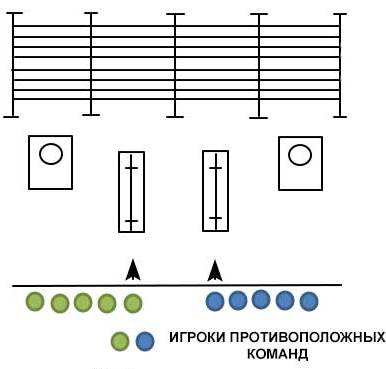 ИГРОКИ ПРОТИВОПОЛОЖНЫХ
КОМАНД